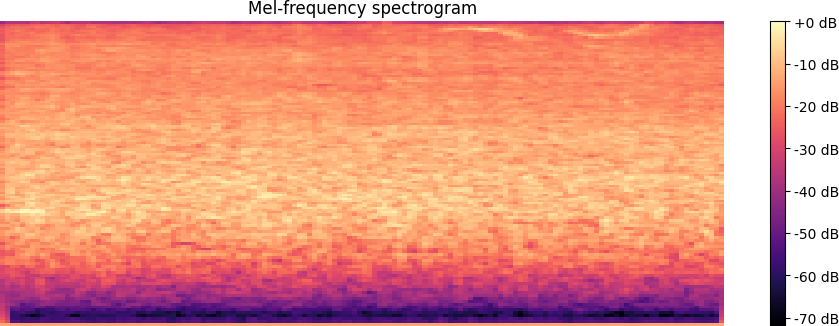 Mel-frequency spectrogram
+0 dB
-10 dB
-20 dB
-30 dB
-40 dB
-50 dB
-60 dB
-70 dB